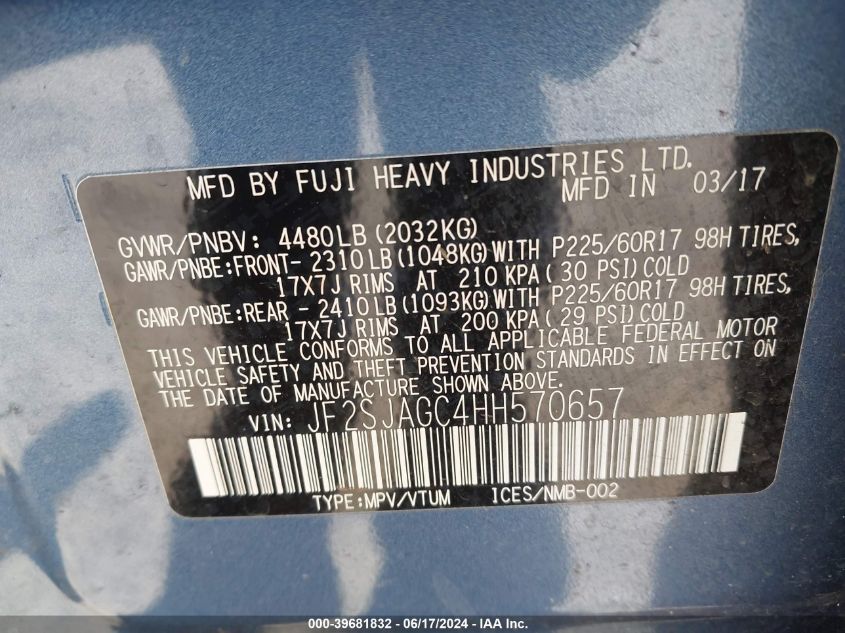 MFD BY FUJI HEAVY INDUSTRIES LTD.
MFD IN 03/17
GVWR/PNBV: 4480LB(2032KG)
GAWR/PNBE:FRONT- 2310LB(1048KG)WITH P225/60R17 98H TIRES,
17X7J RIMS AT 210 KPA( 30 PSI)COLD
GAWR/PNBE:REAR - 2410LB(1093KG)WITH P225/60R17 98H TIRES,
17X7J RIMS AT 200 KPA( 29 PSI)COLD
THIS VEHICLE CONFORMS TO ALL APPLICABLE FEDERAL MOTOR
VEHICLE SAFETY AND THEFT PREVENTION STANDARDS IN EFFECT ON
THE DATE OF MANUFACTURE SHOWN ABOVE.
VIN: JF2SJAGC4HH570657
TYPE:MPV/VTUM ICES/NMB-002
000-39681832 - 06/17/2024 - IAA, Inc.